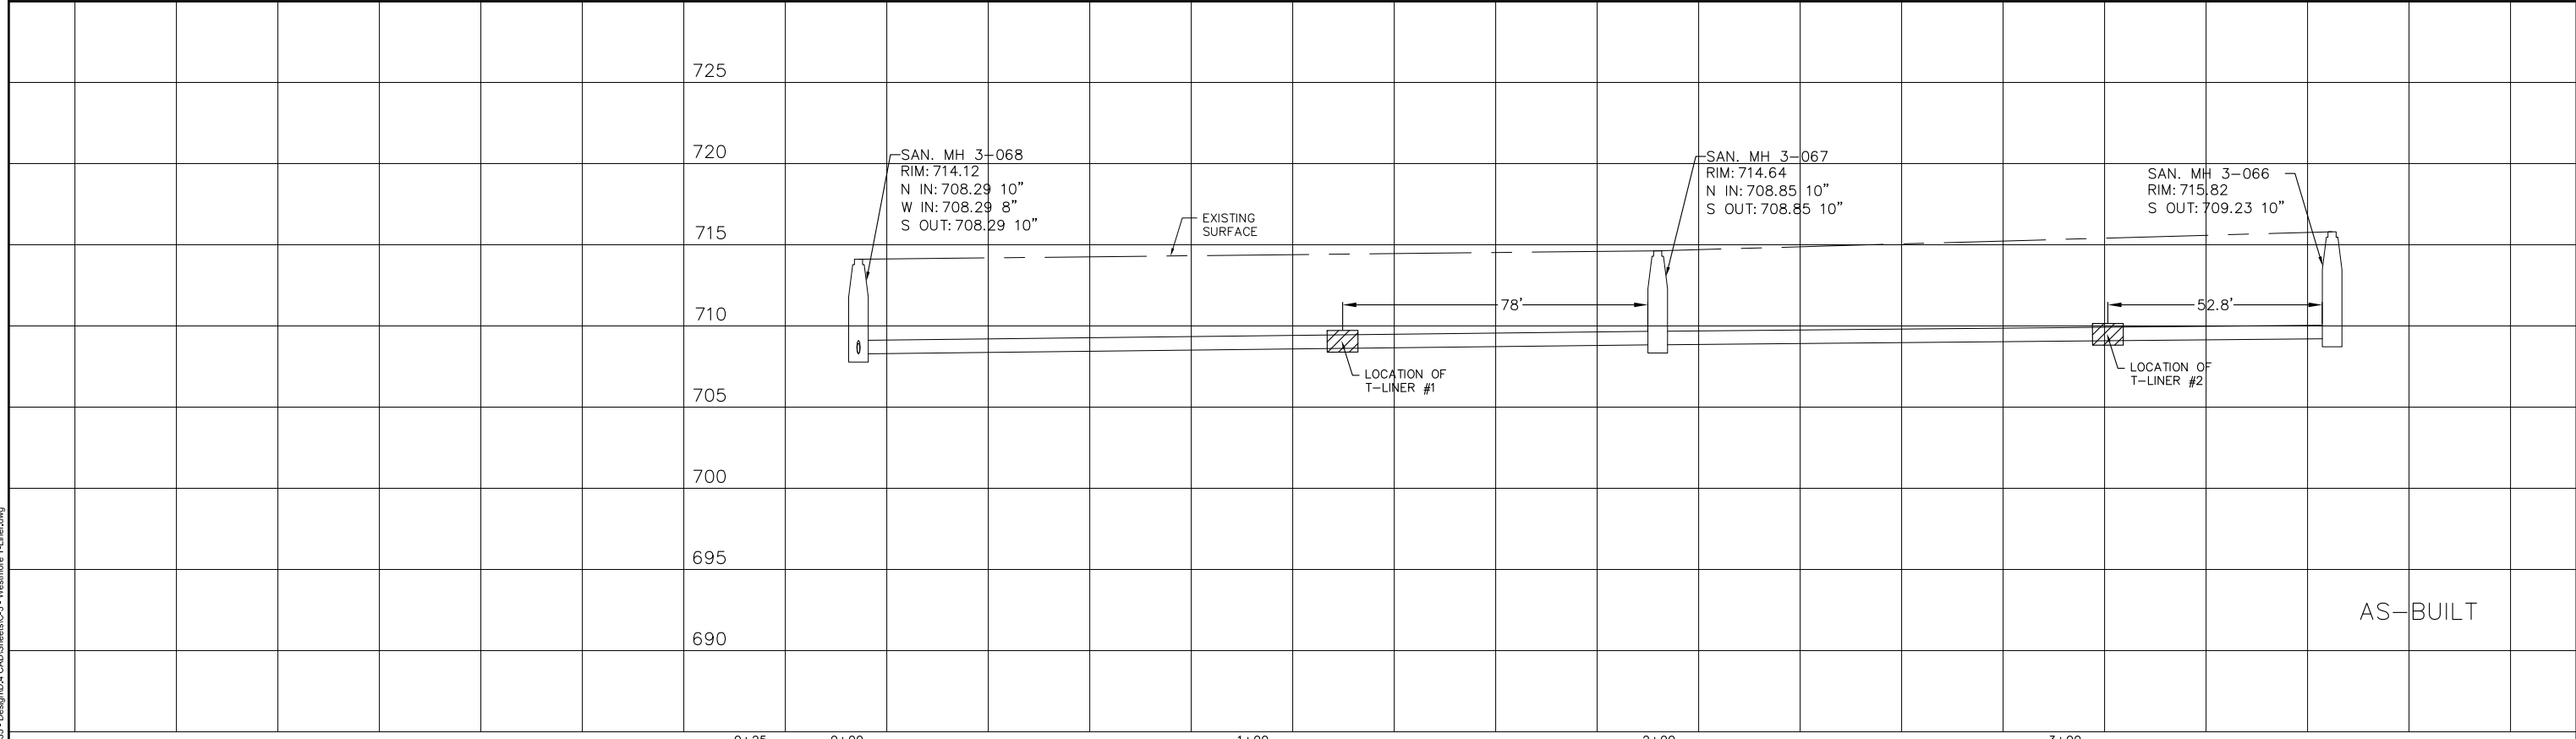 725
720
SAN. MH 3-068
RIM: 714.12
N IN: 708.29 10"
W IN: 708.29 8"
S OUT: 708.29 10"
SAN. MH 3-067
RIM: 714.64
N IN: 708.85 10"
S OUT: 708.85 10"
SAN. MH 3-066
RIM: 715.82
S OUT: 709.23 10"
EXISTING
SURFACE
715
710
78'
52.8'
LOCATION OF
T-LINER #1
LOCATION OF
T-LINER #2
705
700
695
690
AS-BUILT